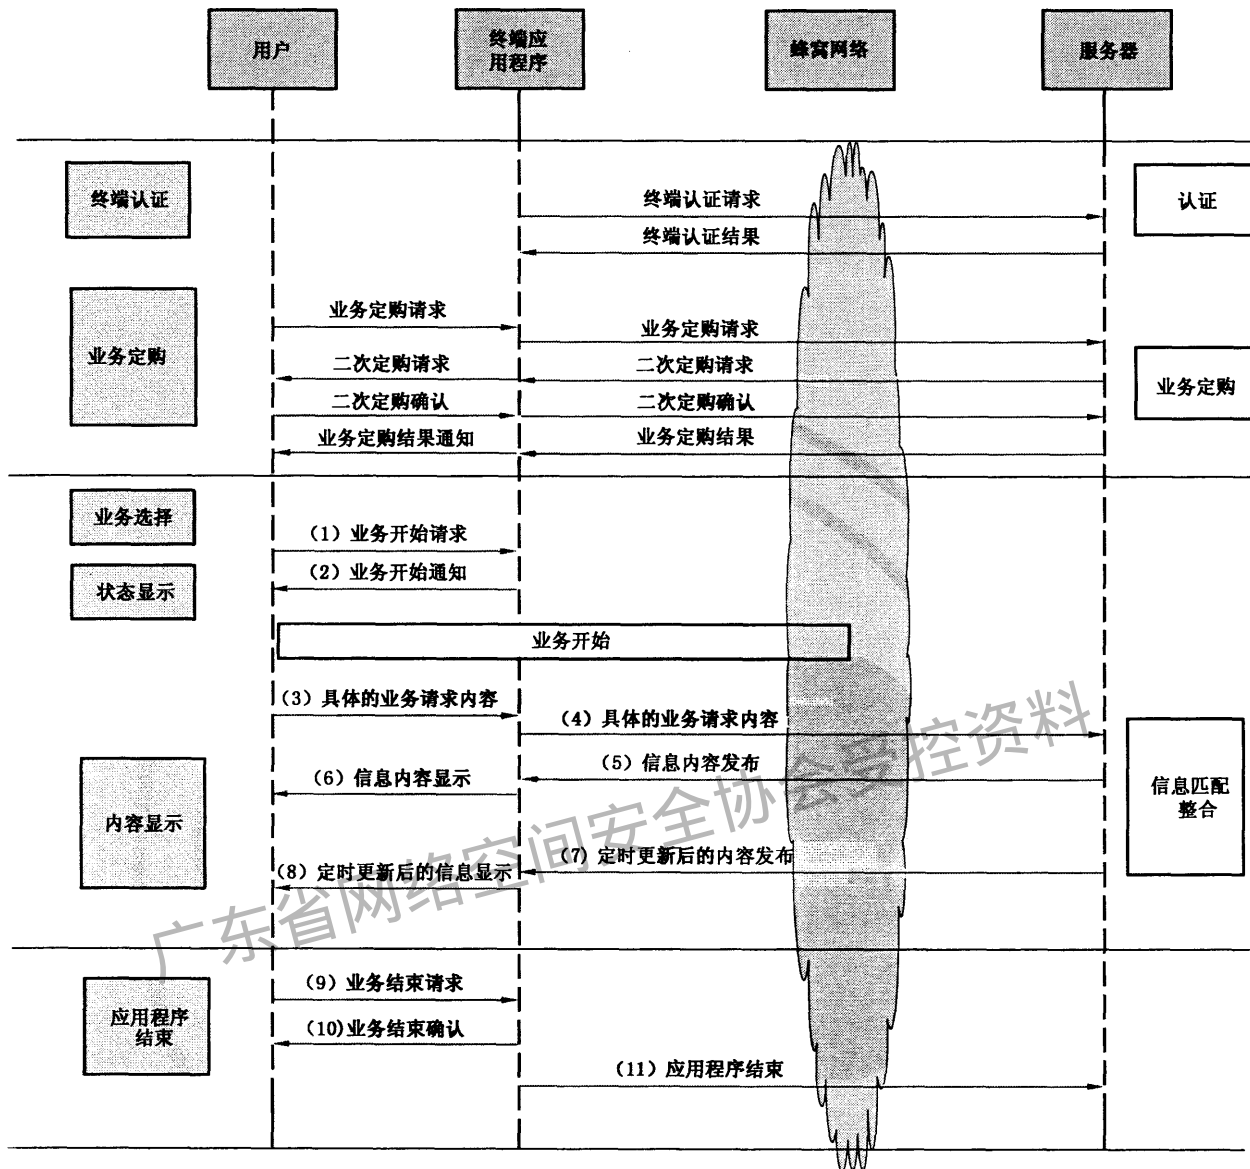 用户
终端应
用程序
蜂窝网络
服务器
终端认证
终端认证请求
认证
终端认证结果
业务定购
业务定购请求
业务定购请求
二次定购请求
二次定购请求
业务定购
二次定购确认
二次定购确认
业务定购结果通知
业务定购结果
业务选择
(1) 业务开始请求
状态显示
(2) 业务开始通知
业务开始
(3) 具体的业务请求内容
(4) 具体的业务请求内容
(5) 信息内容发布
(6) 信息内容显示
信息匹配
整合
内容显示
(7) 定时更新后的内容发布
(8) 定时更新后的信息显示
广东省网络空间安全协会受控资料
(9) 业务结束请求
应用程序
结束
(10)业务结束确认
(11) 应用程序结束